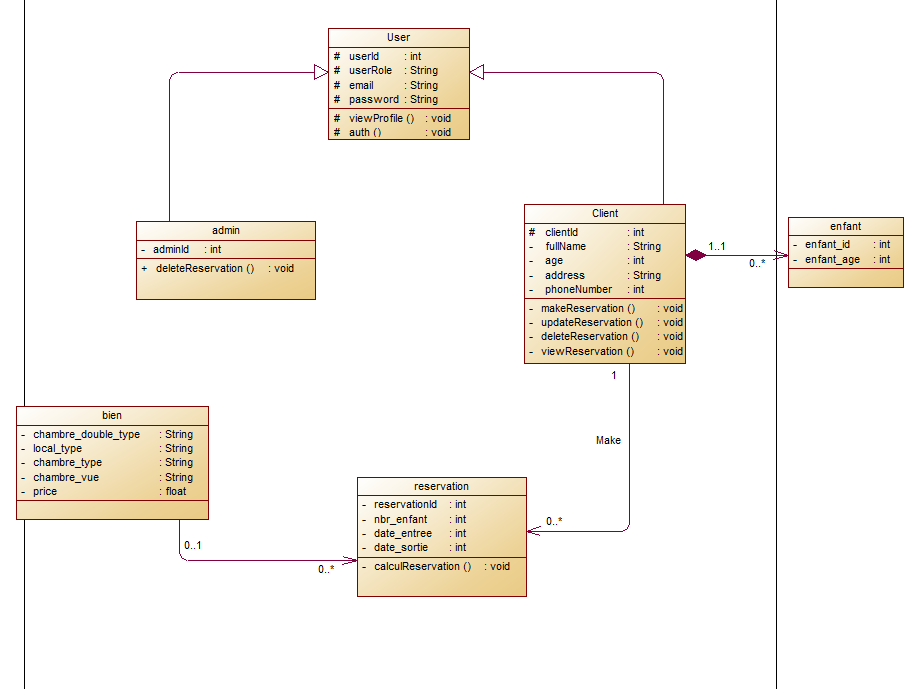 User
# userId : int
# userRole : String
# email : String
# password : String
# viewProfile () : void
# auth () : void
admin
- adminId : int
+ deleteReservation () : void
Client
# clientId : int
- fullName : String
- age : int
- address : String
- phoneNumber : int
- makeReservation () : void
- updateReservation () : void
- deleteReservation () : void
- viewReservation () : void
1..1
0..*
enfant
- enfant_id : int
- enfant_age : int
1
Make
0..*
bien
- chambre_double_type : String
- local_type : String
- chambre_type : String
- chambre_vue : String
- price : float
0..1
0..*
reservation
- reservationId : int
- nbr_enfant : int
- date_entree : int
- date_sortie : int
- calculReservation () : void